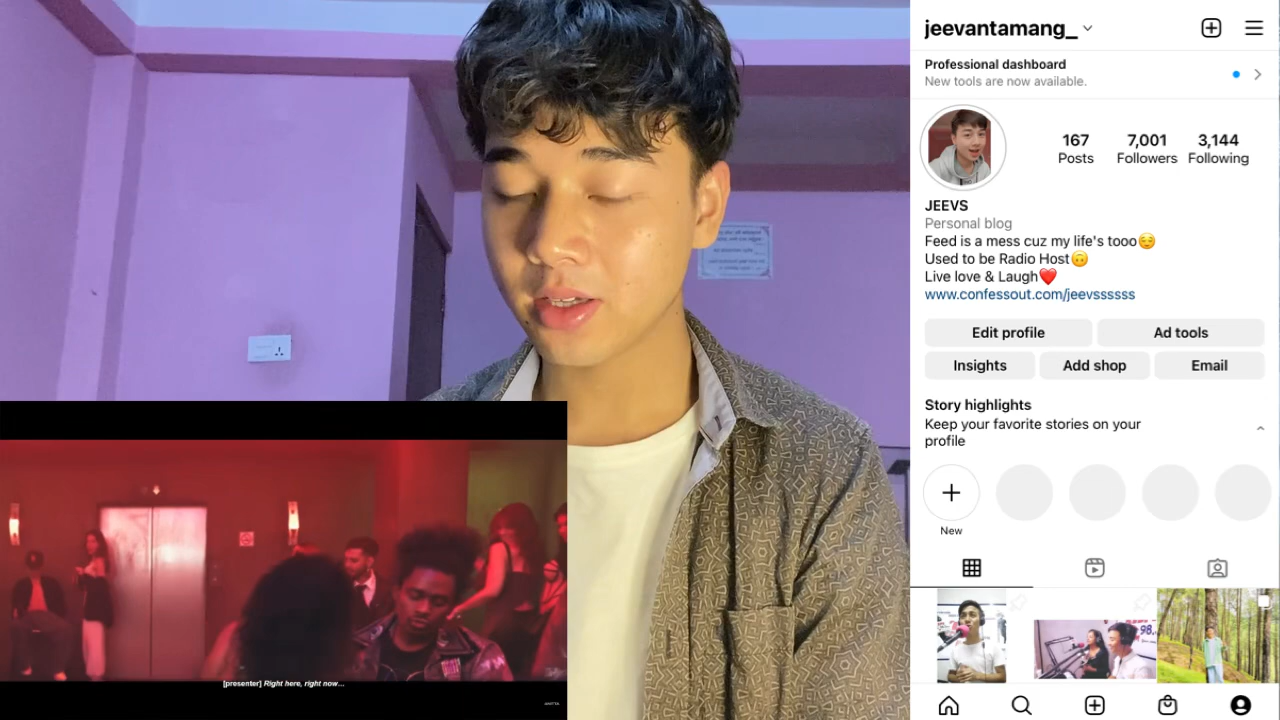 jeevantamang_
Professional dashboard
New tools are now available.
167
Posts
7,001
Followers
3,144
Following
JEEVS
Personal blog
Feed is a mess cuz my life's tooo☺️
Used to be Radio Host🙃
Live love & Laugh❤️
www.confessout.com/jeevssssss
Edit profile
Ad tools
Insights
Add shop
Email
Story highlights
Keep your favorite stories on your
profile
New
98.
[presenter] Right here, right now...